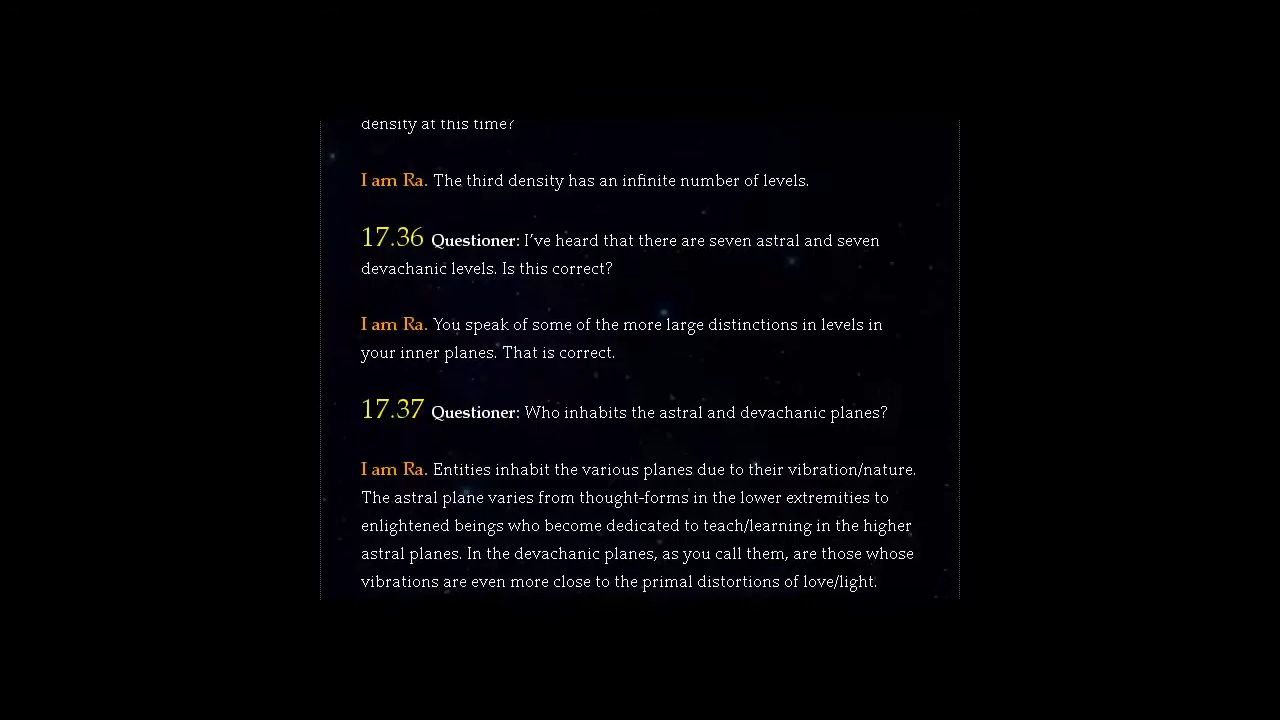 density at this time?
I am Ra. The third density has an infinite number of levels.
17.36 Questioner: I've heard that there are seven astral and seven
devachanic levels. Is this correct?
I am Ra. You speak of some of the more large distinctions in levels in
your inner planes. That is correct.
17.37 Questioner: Who inhabits the astral and devachanic planes?
I am Ra. Entities inhabit the various planes due to their vibration/nature.
The astral plane varies from thought-forms in the lower extremities to
enlightened beings who become dedicated to teach/learning in the higher
astral planes. In the devachanic planes, as you call them, are those whose
vibrations are even more close to the primal distortions of love/light.